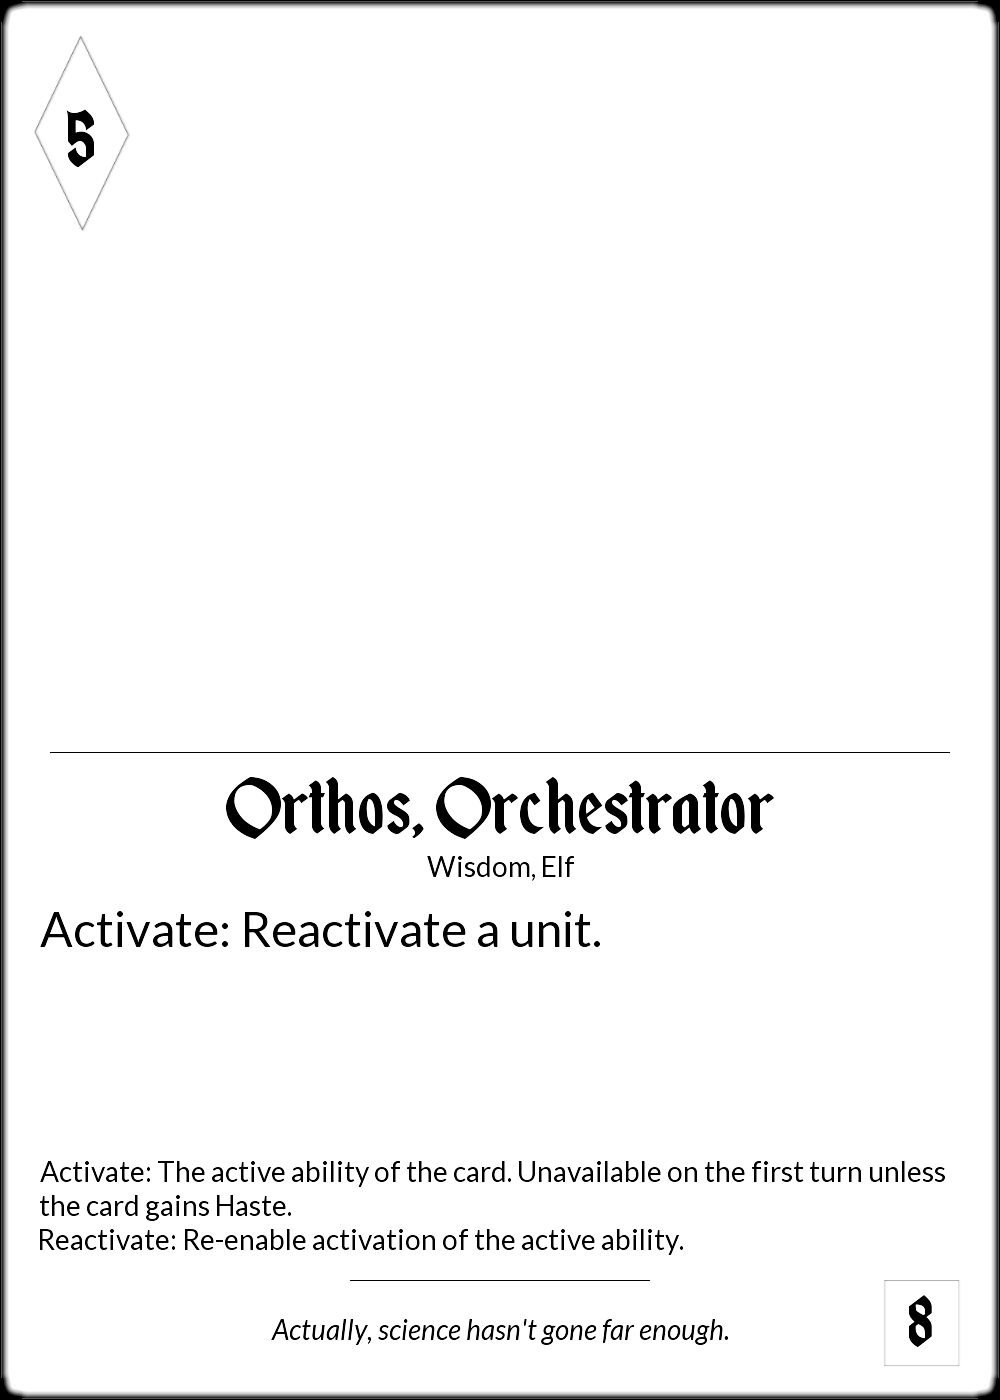 5
Orthos, Orchestrator
Wisdom, Elf
Activate: Reactivate a unit.
Activate: The active ability of the card. Unavailable on the first turn unless
the card gains Haste.
Reactivate: Re-enable activation of the active ability.
Actually, science hasn't gone far enough.
8